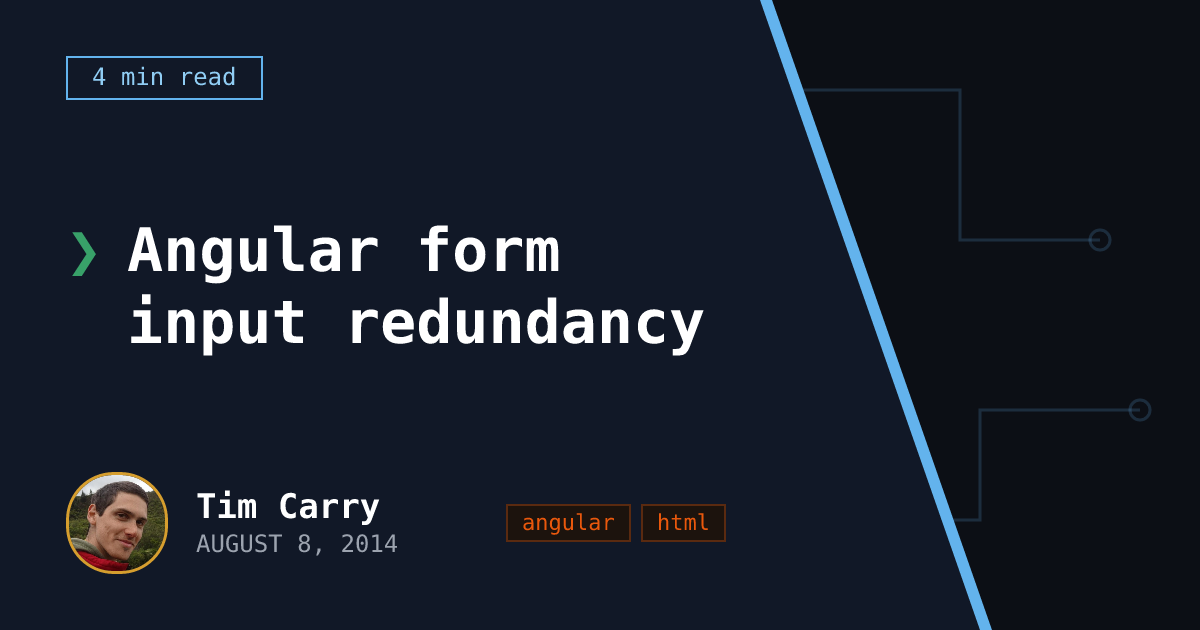 4 min read
❯ Angular form
input redundancy
Tim Carry
AUGUST 8, 2014
angular html